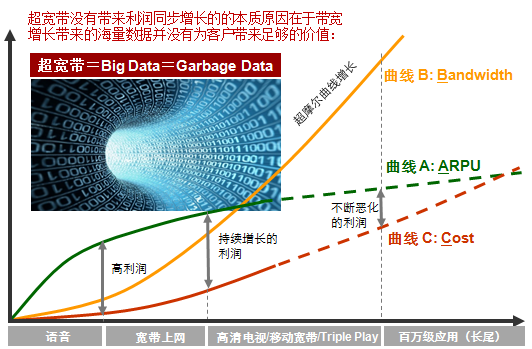 超宽带没有带来利润同步增长的的本质原因在于带宽
增长带来的海量数据并没有为客户带来足够的价值：
超宽带＝Big Data＝Garbage Data
超摩尔曲线增长
曲线 B: Bandwidth
曲线 A: ARPU
不断恶化
的利润
曲线 C: Cost
持续增长的
利润
高利润
语音
宽带上网
高清电视/移动宽带/Triple Play
百万级应用（长尾）